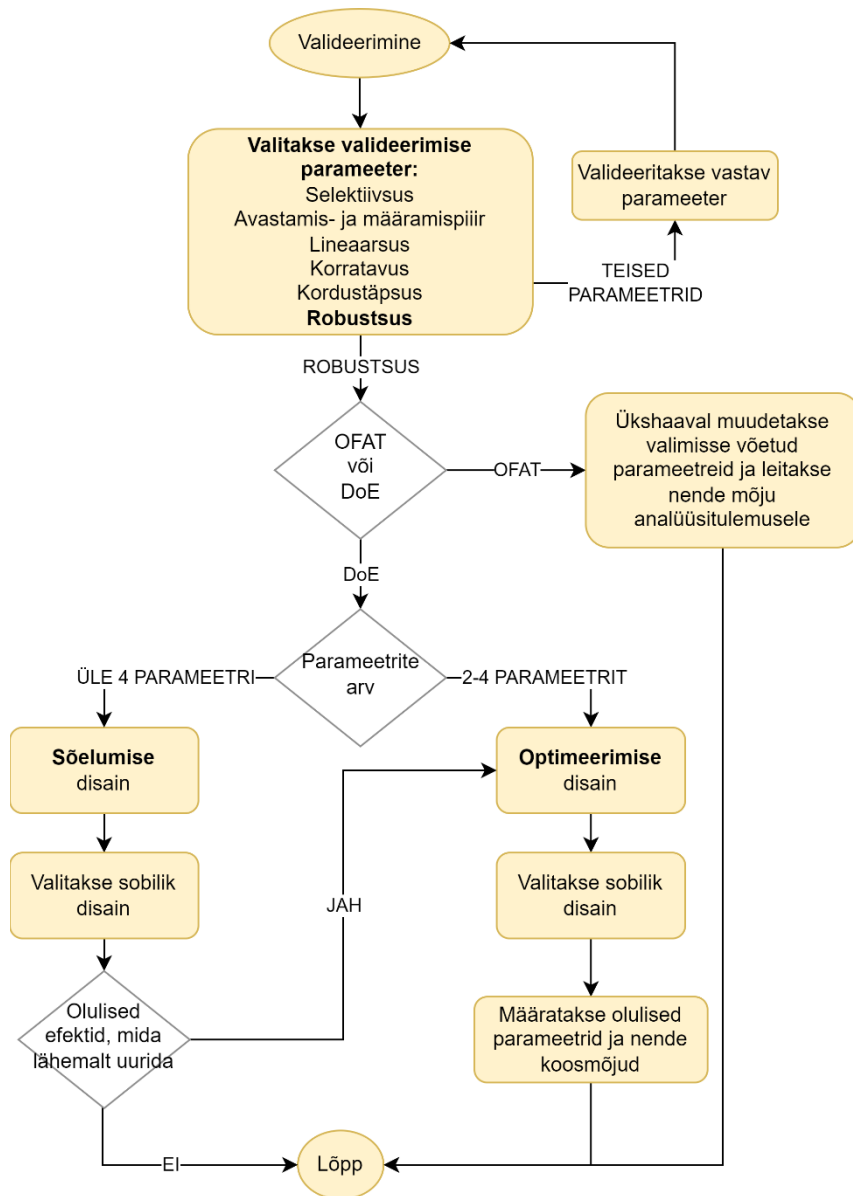 Valideerimine
Valitakse valideerimise
parameeter:
Selektiivsus
Avastamis- ja määramispiiir
Lineaarsus
Korratavus
Kordustäpsus
Robustsus
Valideeritakse vastav
parameeter
TEISED
PARAMEETRID
ROBUSTSUS
OFAT
või
DoE
OFAT
Ükshaaval muudetakse
valimisse võetud
parameetreid ja leitakse
nende mõju
analüüsitulemusele
DoE
Parameetrite
arv
ÜLE 4 PARAMEETRI
2-4 PARAMEETRIT
Sõelumise
disain
Optimeerimise
disain
Valitakse sobilik
disain
Valitakse sobilik
disain
JAH
Olulised
efektid, mida
lähemalt uurida
Määratakse olulised
parameetrid ja nende
koosmõjud
EI
Lõpp